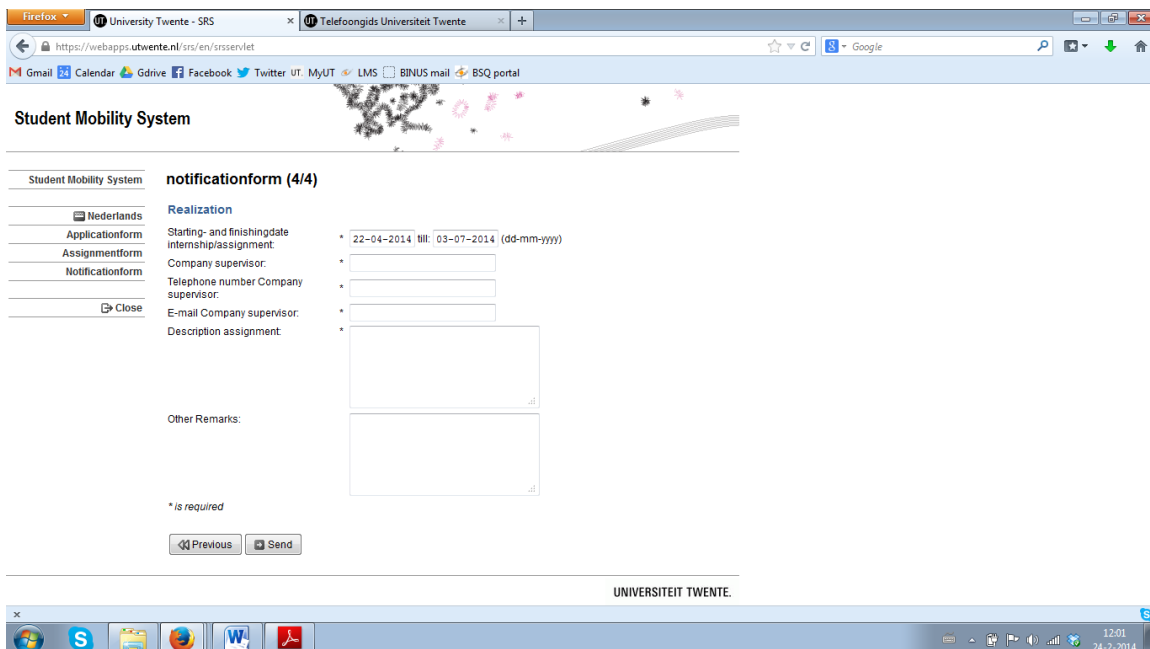 Firefox
University Twente - SRS
Telefoongids Universiteit Twente
https://webapps.utwente.nl/srs/en/srsservlet
Google
Gmail 24 Calendar Gdrive Facebook Twitter UT. MyUT LMS BINUS mail BSQ portal
Student Mobility System
Student Mobility System
Nederlands
Applicationform
Assignmentform
Notificationform
Close
notificationform (4/4)
Realization
Starting- and finishingdate
internship/assignment: * 22-04-2014 till: 03-07-2014 (dd-mm-yyyy)
Company supervisor: *
Telephone number Company
supervisor: *
E-mail Company supervisor: *
Description assignment: *
Other Remarks:
* is required
Previous Send
UNIVERSITEIT TWENTE.
12:01
24-2-2014